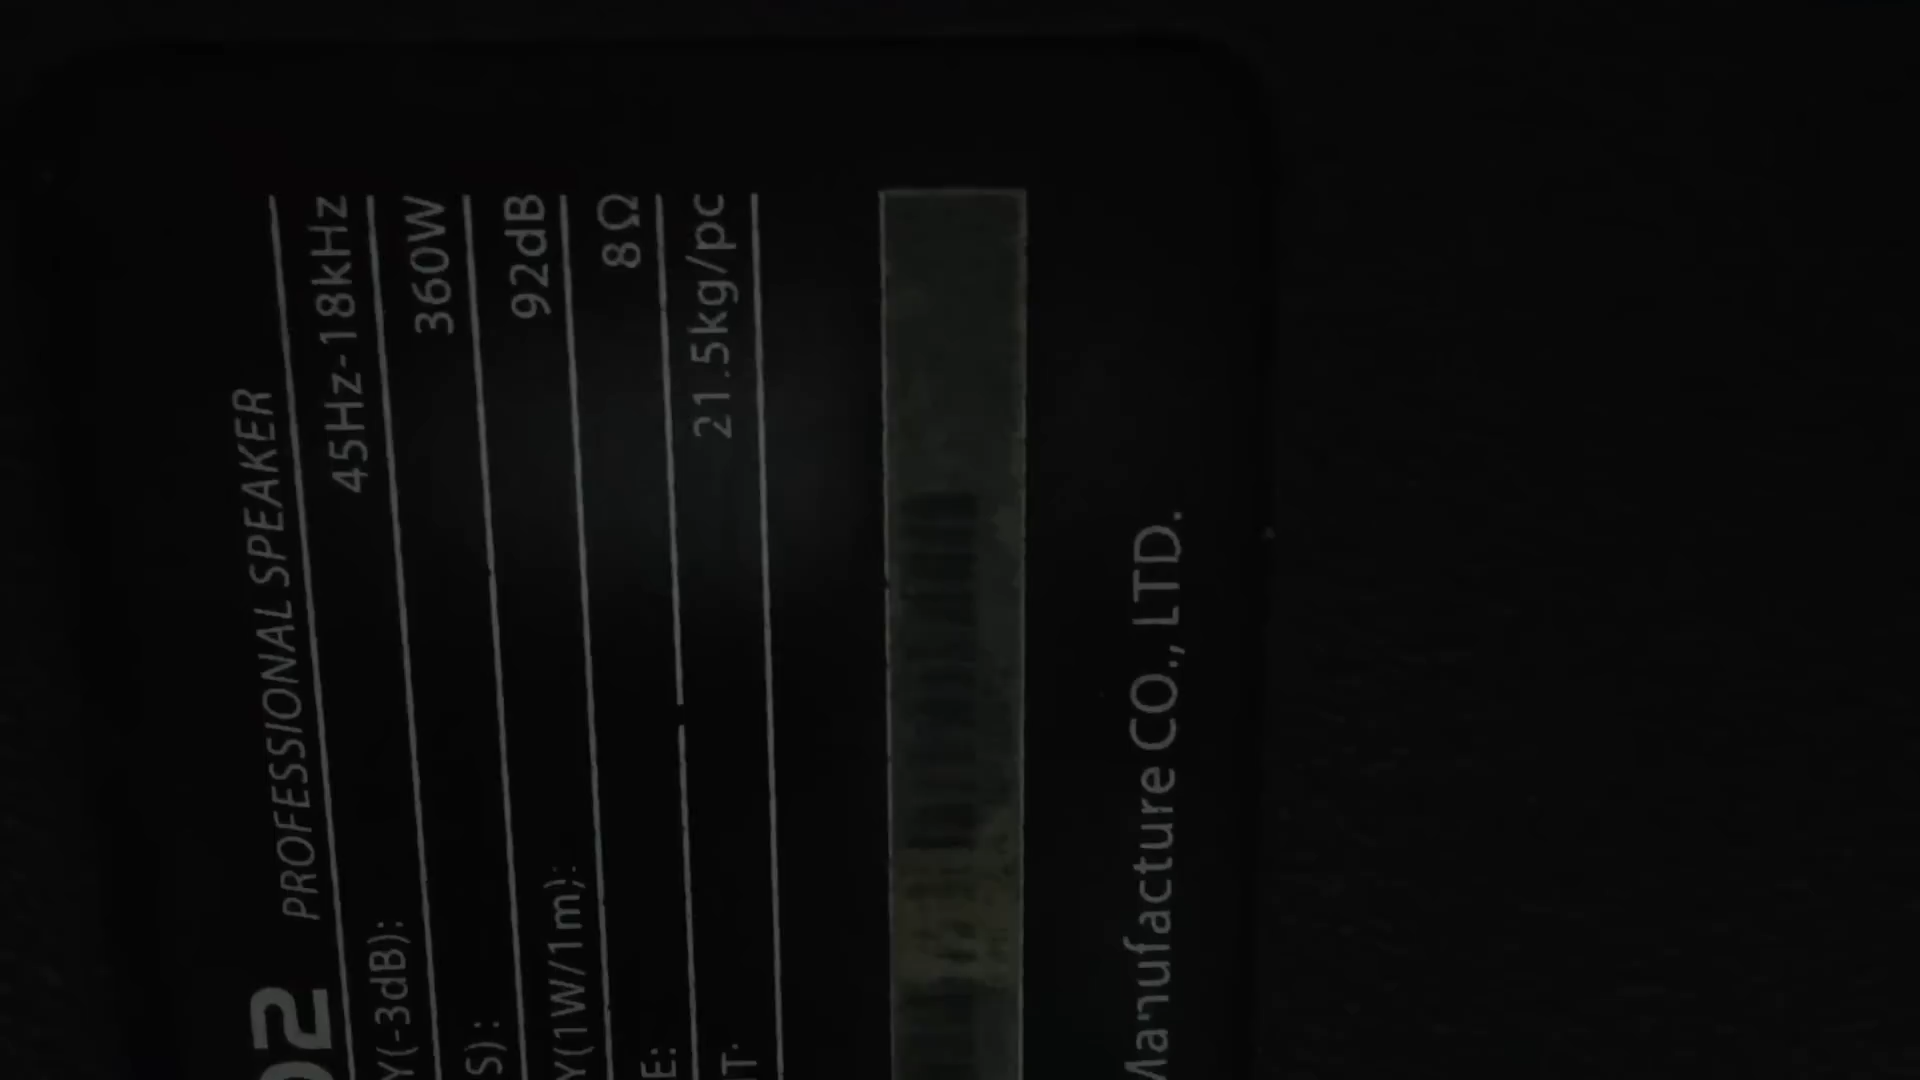 02 PROFESSIONAL SPEAKER
Y(-3dB): 45Hz-18kHz
S): 360W
Y(1W/1m): 92dB
E: 8Ω
T: 21.5kg/pc
Manufacture CO., LTD.